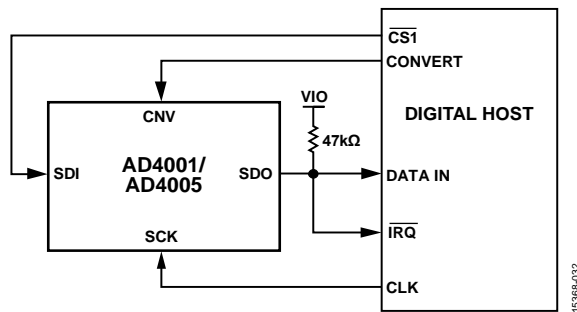 CS1
CONVERT
VIO
CNV
DIGITAL HOST
47kΩ
AD4001/
AD4005
SDI
SDO
DATA IN
SCK
IRQ
CLK
15368-032